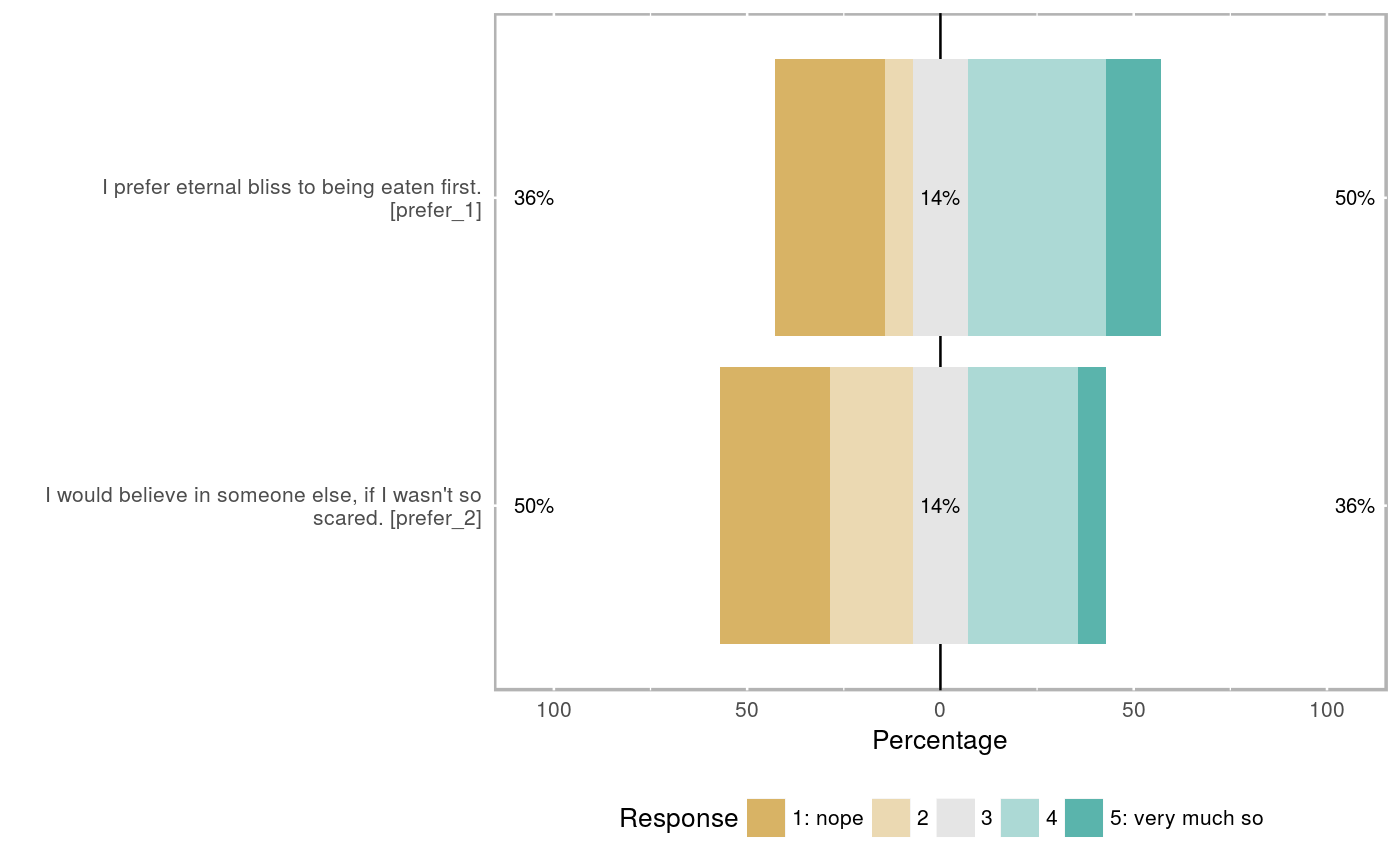 I prefer eternal bliss to being eaten first.
[prefer_1]
36%
14%
50%
I would believe in someone else, if I wasn't so
scared. [prefer_2]
50%
14%
36%
100 50 0 50 100
Percentage
Response 1: nope 2 3 4 5: very much so